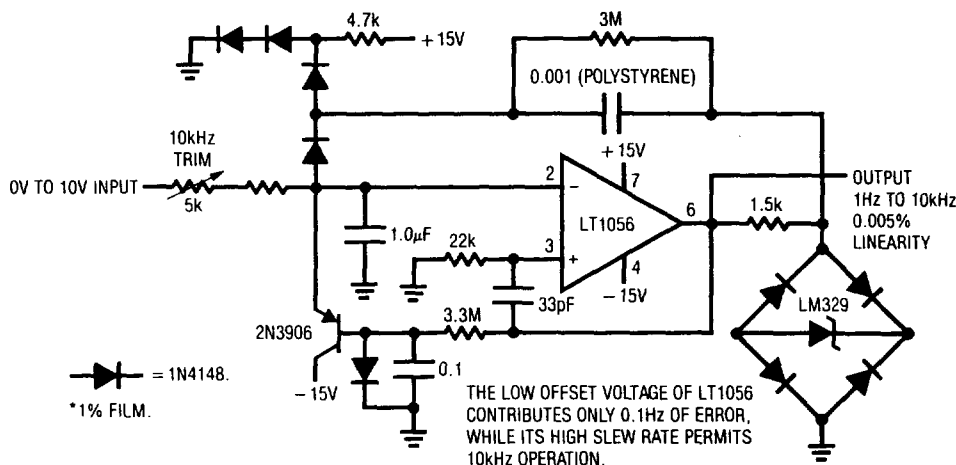 4.7k
+15V
3M
0.001 (POLYSTYRENE)
10kHz
TRIM
0V TO 10V INPUT
5k
+15V
7
2
-
LT1056
6
3
+
4
-15V
OUTPUT
1Hz TO 10kHz
0.005%
LINEARITY
1.5k
1.0µF
22k
33pF
LM329
2N3906
3.3M
0.1
-15V
= 1N4148.
*1% FILM.
THE LOW OFFSET VOLTAGE OF LT1056
CONTRIBUTES ONLY 0.1Hz OF ERROR,
WHILE ITS HIGH SLEW RATE PERMITS
10kHz OPERATION.